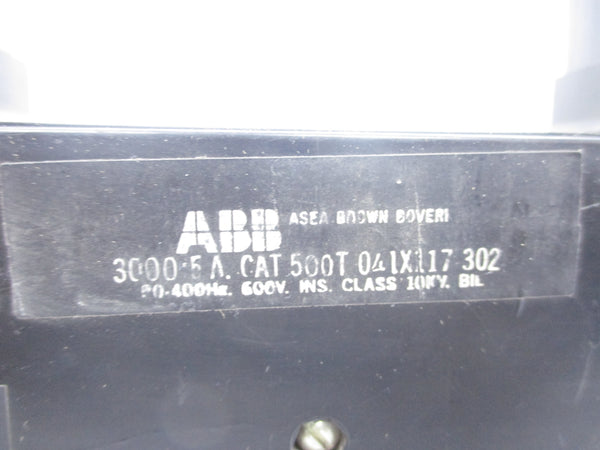 ABB ASEA BROWN BOVERI
3000:5 A. CAT 500T 041X117 302
50-400Hz. 600V. INS. CLASS 10KV. BIL